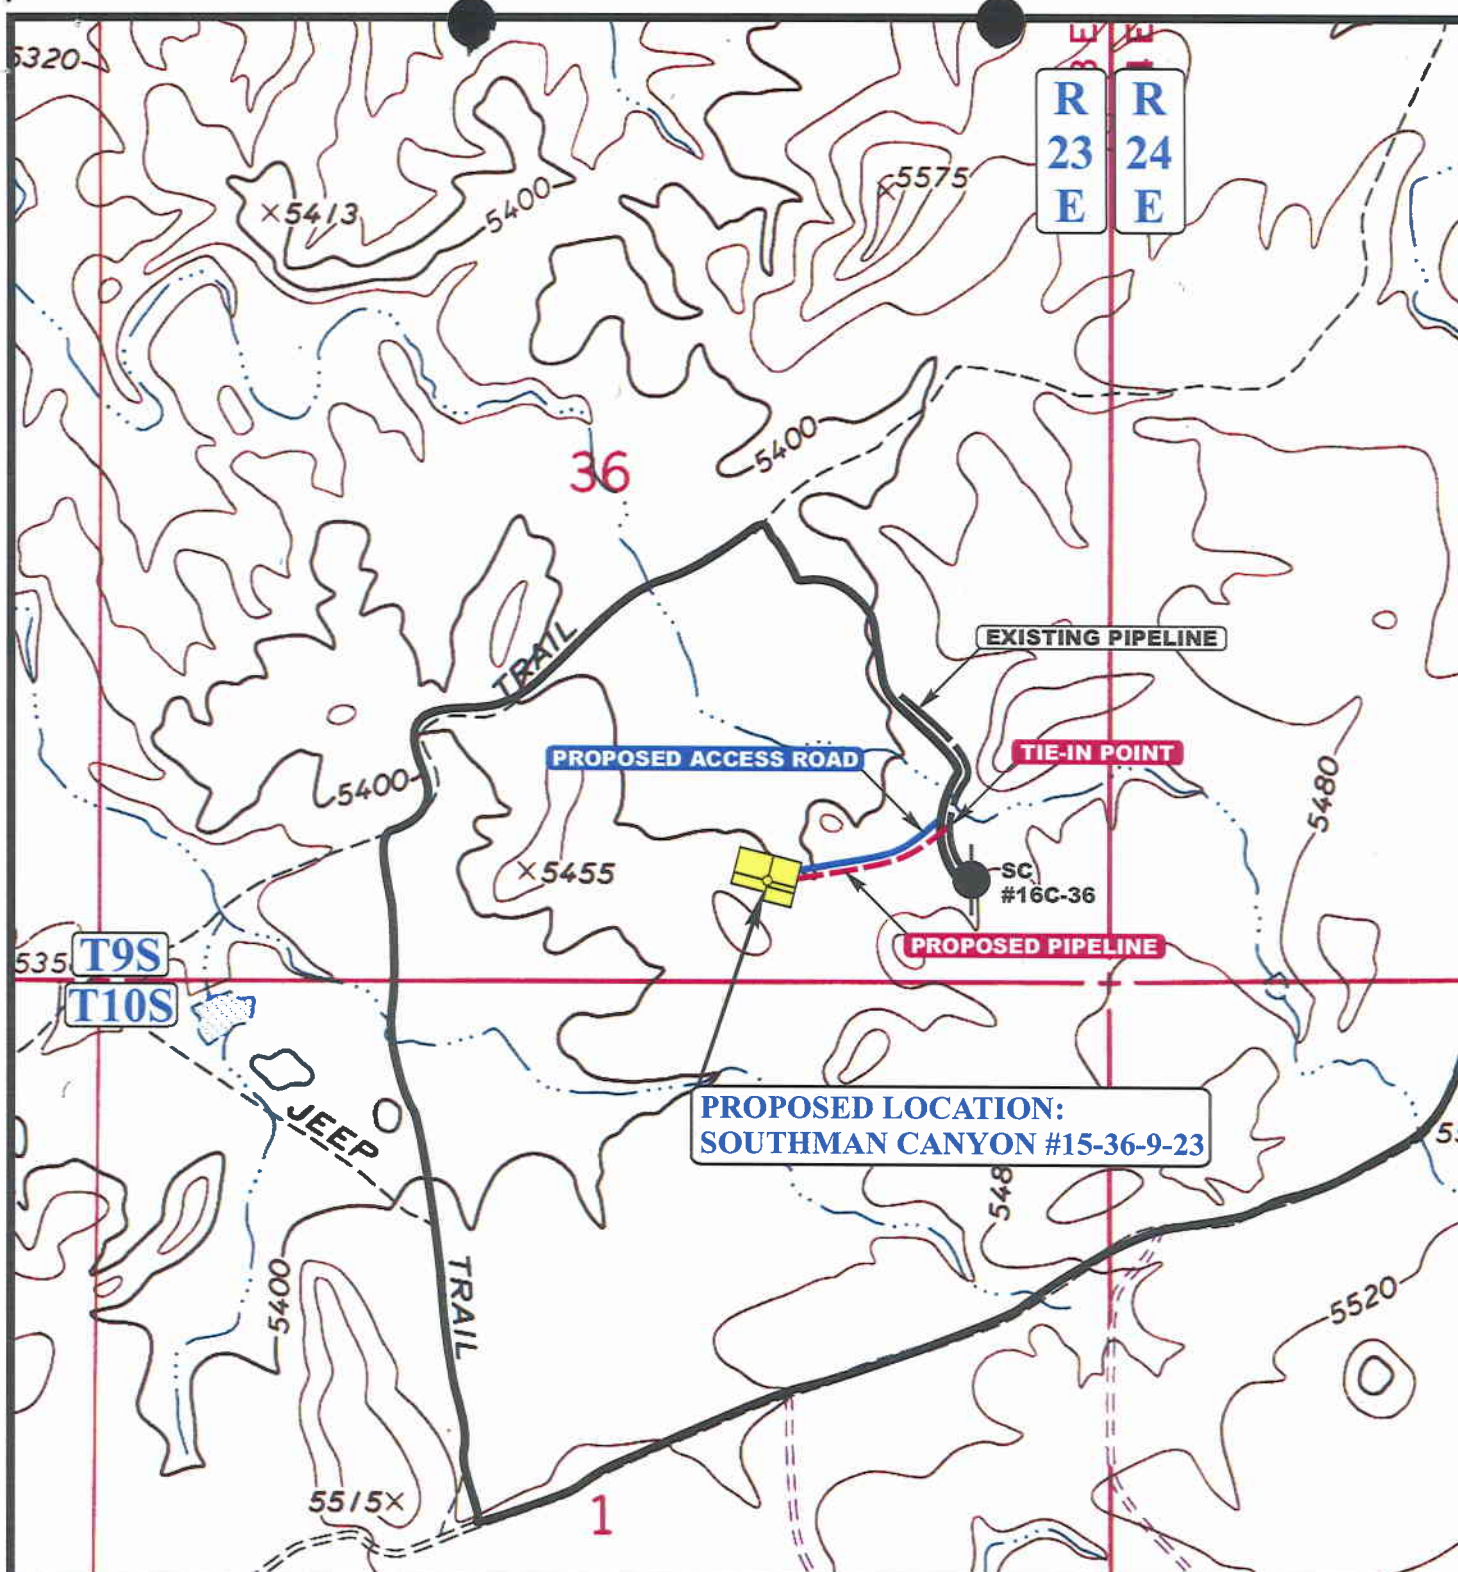 5320
R
23
E
R
24
E
×5413
5400
×5575
36
5400
TRAIL
EXISTING PIPELINE
5400
PROPOSED ACCESS ROAD
TIE-IN POINT
5480
×5455
SC
#16C-36
PROPOSED PIPELINE
T9S
T10S
JEEP
PROPOSED LOCATION:
SOUTHMAN CANYON #15-36-9-23
5400
TRAIL
5520
5515×
1